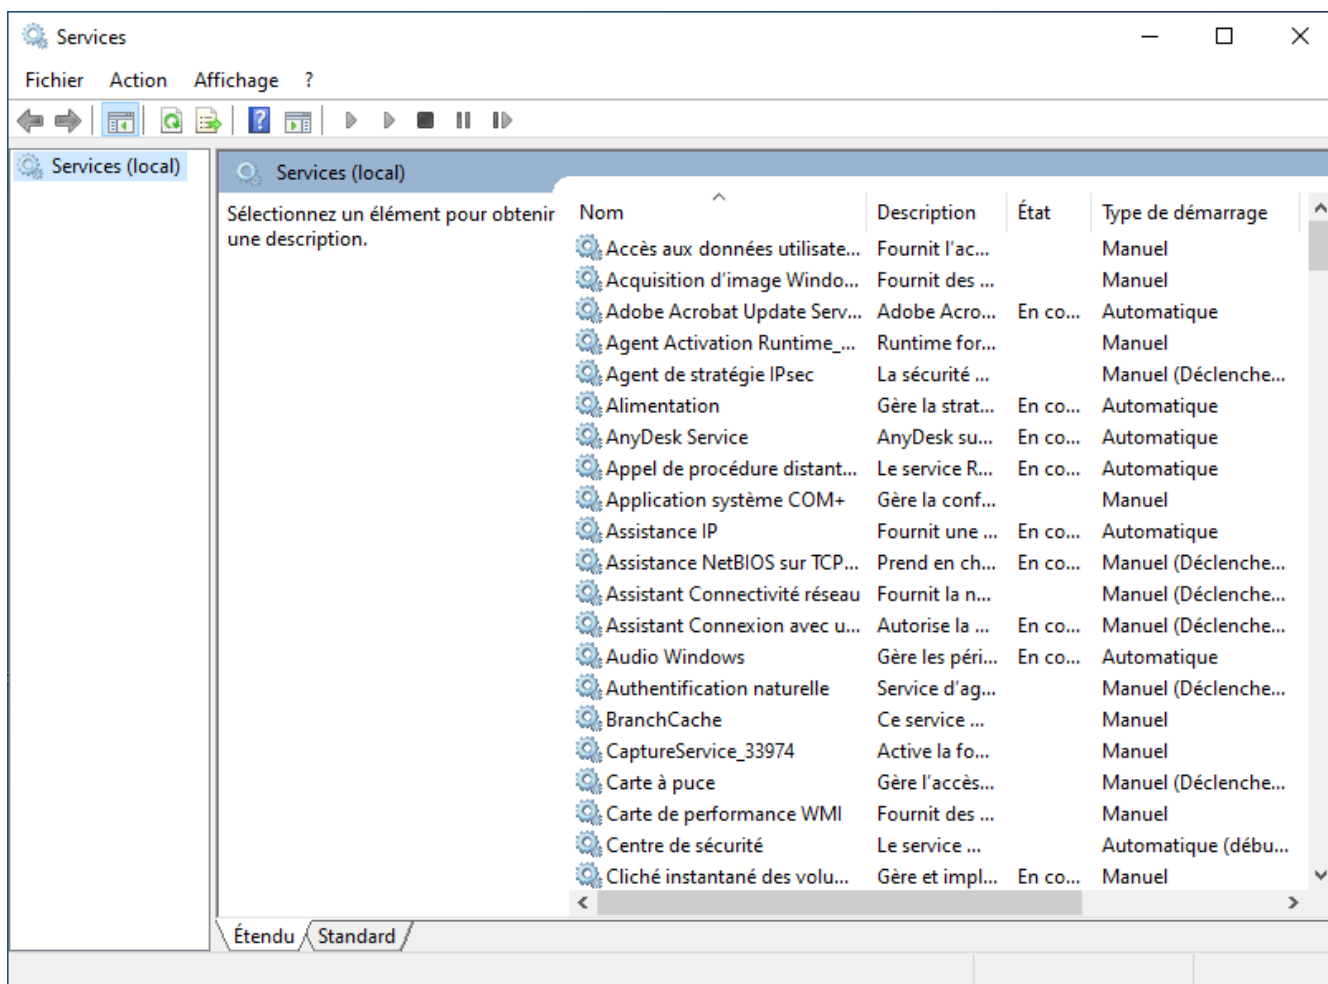 Services
Fichier Action Affichage ?
Services (local)
Services (local)
Sélectionnez un élément pour obtenir
une description.
Nom Description État Type de démarrage
Accès aux données utilisate... Fournit l'ac... Manuel
Acquisition d'image Windo... Fournit des ... Manuel
Adobe Acrobat Update Serv... Adobe Acro... En co... Automatique
Agent Activation Runtime_... Runtime for... Manuel
Agent de stratégie IPsec La sécurité ... Manuel (Déclenche...
Alimentation Gère la strat... En co... Automatique
AnyDesk Service AnyDesk su... En co... Automatique
Appel de procédure distant... Le service R... En co... Automatique
Application système COM+ Gère la conf... Manuel
Assistance IP Fournit une ... En co... Automatique
Assistance NetBIOS sur TCP... Prend en ch... En co... Manuel (Déclenche...
Assistant Connectivité réseau Fournit la n... Manuel (Déclenche...
Assistant Connexion avec u... Autorise la ... En co... Manuel (Déclenche...
Audio Windows Gère les péri... En co... Automatique
Authentification naturelle Service d'ag... Manuel (Déclenche...
BranchCache Ce service ... Manuel
CaptureService_33974 Active la fo... Manuel
Carte à puce Gère l'accès... Manuel (Déclenche...
Carte de performance WMI Fournit des ... Manuel
Centre de sécurité Le service ... Automatique (débu...
Cliché instantané des volu... Gère et impl... En co... Manuel
Étendu Standard